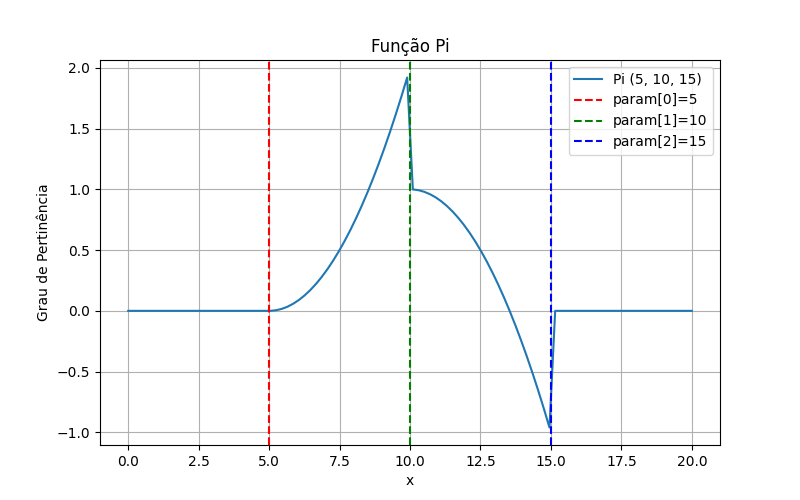 Função Pi
Grau de Pertinência
2.0
1.5
1.0
0.5
0.0
−0.5
−1.0
Pi (5, 10, 15)
param[0]=5
param[1]=10
param[2]=15
0.0 2.5 5.0 7.5 10.0 12.5 15.0 17.5 20.0
x